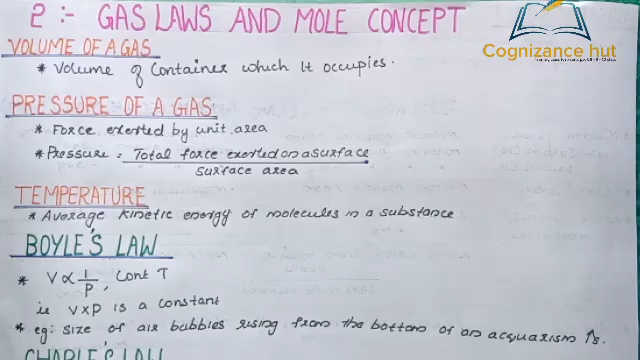 2 :- GAS LAWS AND MOLE CONCEPT
Cognizance hut
VOLUME OF A GAS
* Volume of Container which it occupies.
PRESSURE OF A GAS
* Force exerted by unit area
* Pressure = Total force exerted on a surface
surface area
TEMPERATURE
* Average kinetic energy of molecules in a substance
BOYLE'S LAW
* V ∝ 1/P, Cont T
ie V×P is a constant
* eg: size of air bubbles rising from the bottom of an acquarism ↑s.
CHARLE'S LAW